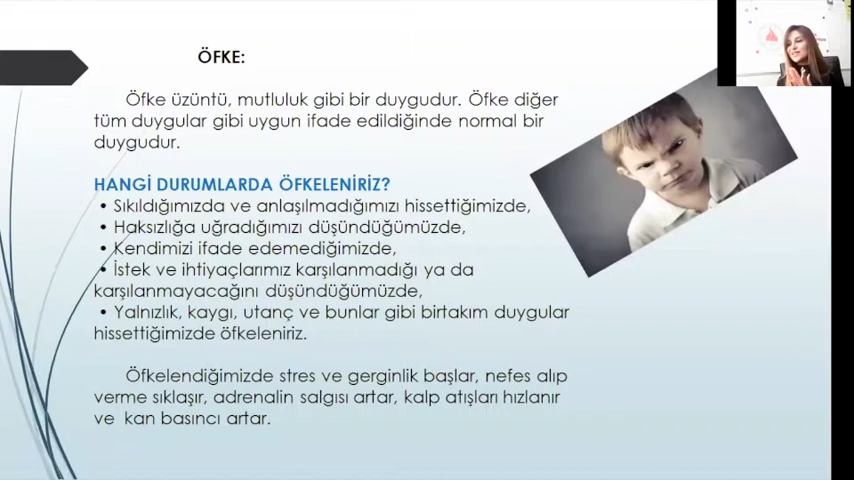 ÖFKE:
Öfke üzüntü, mutluluk gibi bir duygudur. Öfke diğer
tüm duygular gibi uygun ifade edildiğinde normal bir
duygudur.
HANGİ DURUMLARDA ÖFKELENİRİZ?
• Sıkıldığımızda ve anlaşılmadığımızı hissettiğimizde,
• Haksızlığa uğradığımızı düşündüğümüzde,
• Kendimizi ifade edemediğimizde,
• İstek ve ihtiyaçlarımız karşılanmadığı ya da
karşılanmayacağını düşündüğümüzde,
• Yalnızlık, kaygı, utanç ve bunlar gibi birtakım duygular
hissettiğimizde öfkeleniriz.
Öfkelendiğimizde stres ve gerginlik başlar, nefes alıp
verme sıklaşır, adrenalin salgısı artar, kalp atışları hızlanır
ve kan basıncı artar.